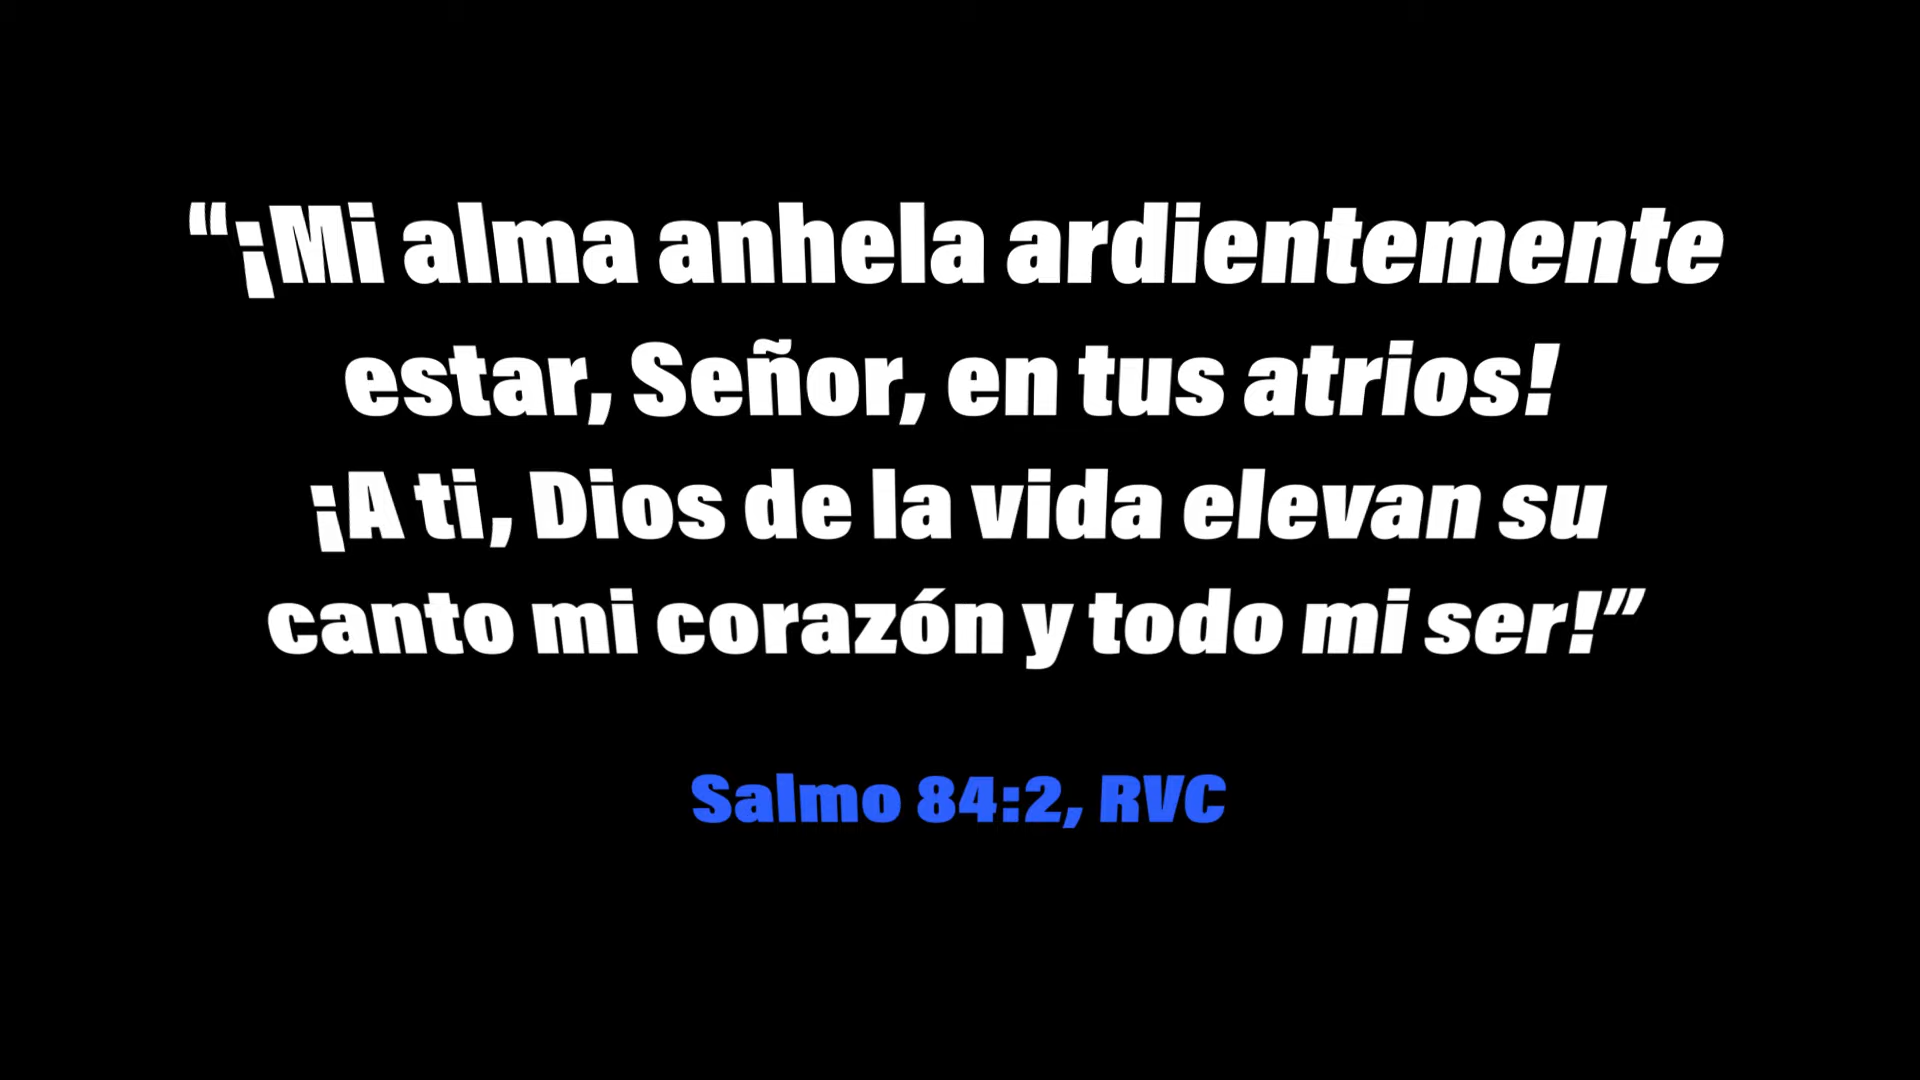 “¡Mi alma anhela ardientemente
estar, Señor, en tus atrios!
¡A ti, Dios de la vida elevan su
canto mi corazón y todo mi ser!”
Salmo 84:2, RVC